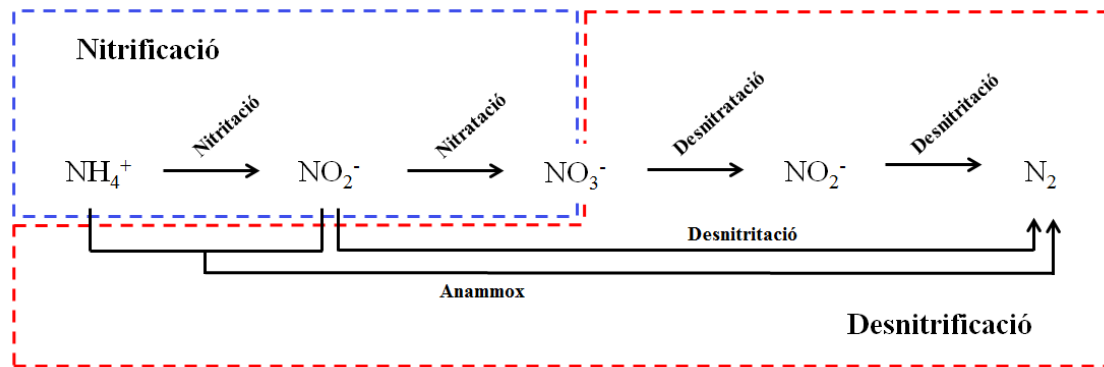 Nitrificació
Nitritació
Nitratació
Desnitratació
Desnitritació
NH₄⁺
NO₂⁻
NO₃⁻
NO₂⁻
N₂
Desnitritació
Anammox
Desnitrificació